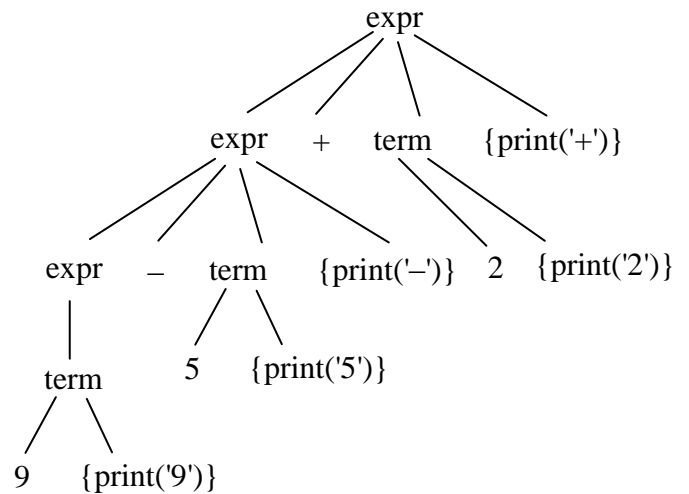 expr
expr + term {print('+')}
expr – term {print('–')} 2 {print('2')}
term 5 {print('5')}
9 {print('9')}